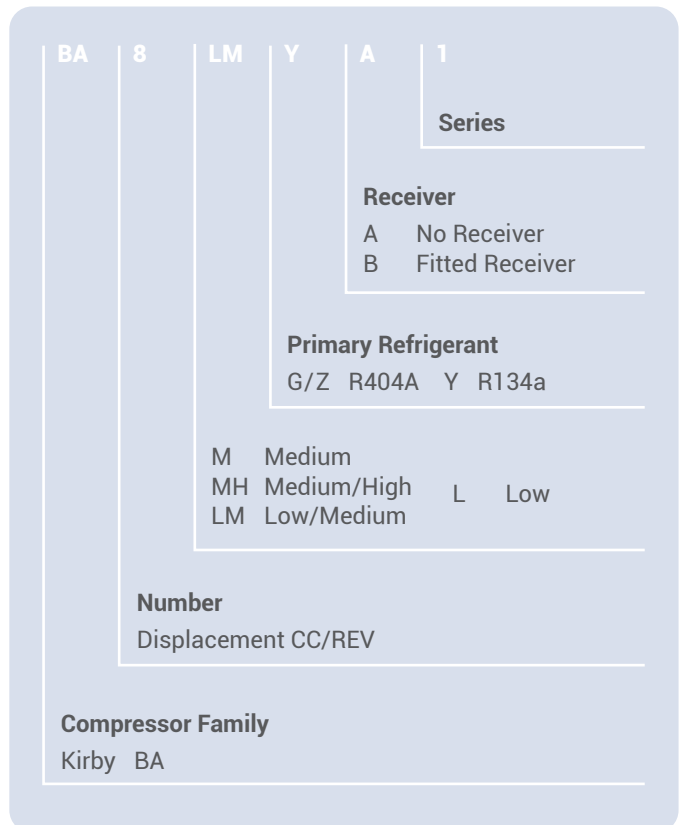 BA 8 LM Y A 1
Series
Receiver
A No Receiver
B Fitted Receiver
Primary Refrigerant
G/Z R404A Y R134a
M Medium
MH Medium/High L Low
LM Low/Medium
Number
Displacement CC/REV
Compressor Family
Kirby BA